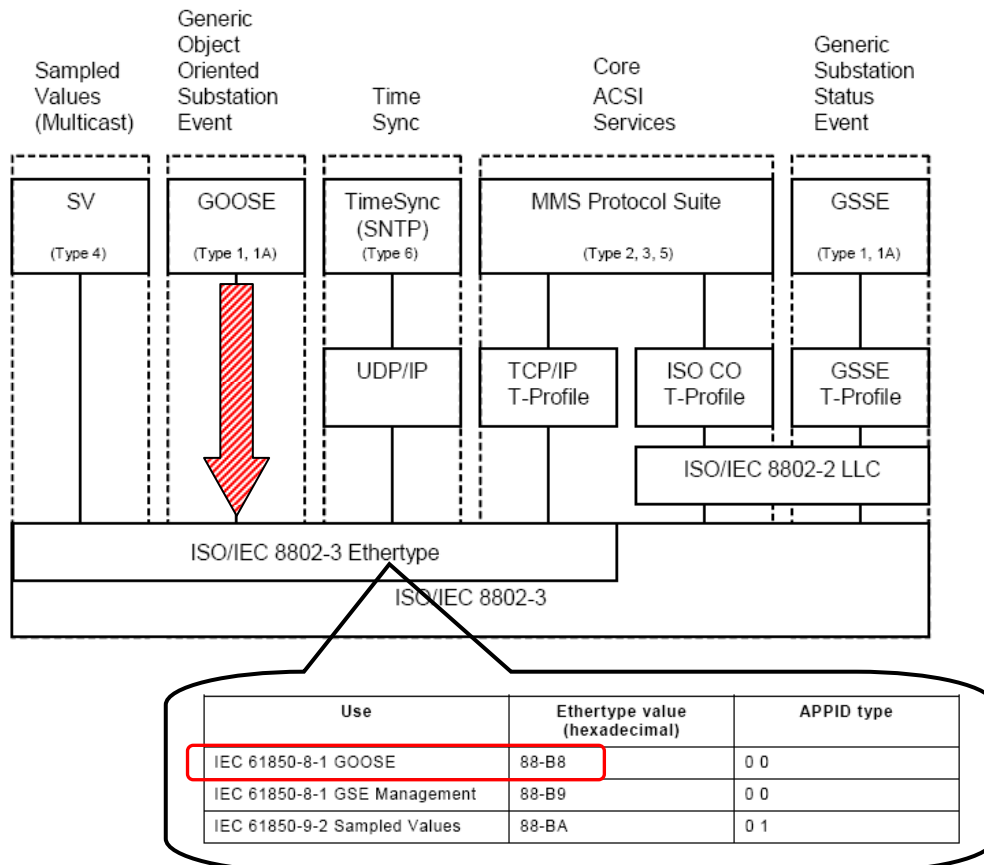 Sampled
Values
(Multicast)
Generic
Object
Oriented
Substation
Event
Time
Sync
Core
ACSI
Services
Generic
Substation
Status
Event
SV
(Type 4)
GOOSE
(Type 1, 1A)
TimeSync
(SNTP)
(Type 6)
MMS Protocol Suite
(Type 2, 3, 5)
GSSE
(Type 1, 1A)
UDP/IP
TCP/IP
T-Profile
ISO CO
T-Profile
GSSE
T-Profile
ISO/IEC 8802-2 LLC
ISO/IEC 8802-3 Ethertype
ISO/IEC 8802-3
Use
Ethertype value
(hexadecimal)
APPID type
IEC 61850-8-1 GOOSE
88-B8
0 0
IEC 61850-8-1 GSE Management
88-B9
0 0
IEC 61850-9-2 Sampled Values
88-BA
0 1